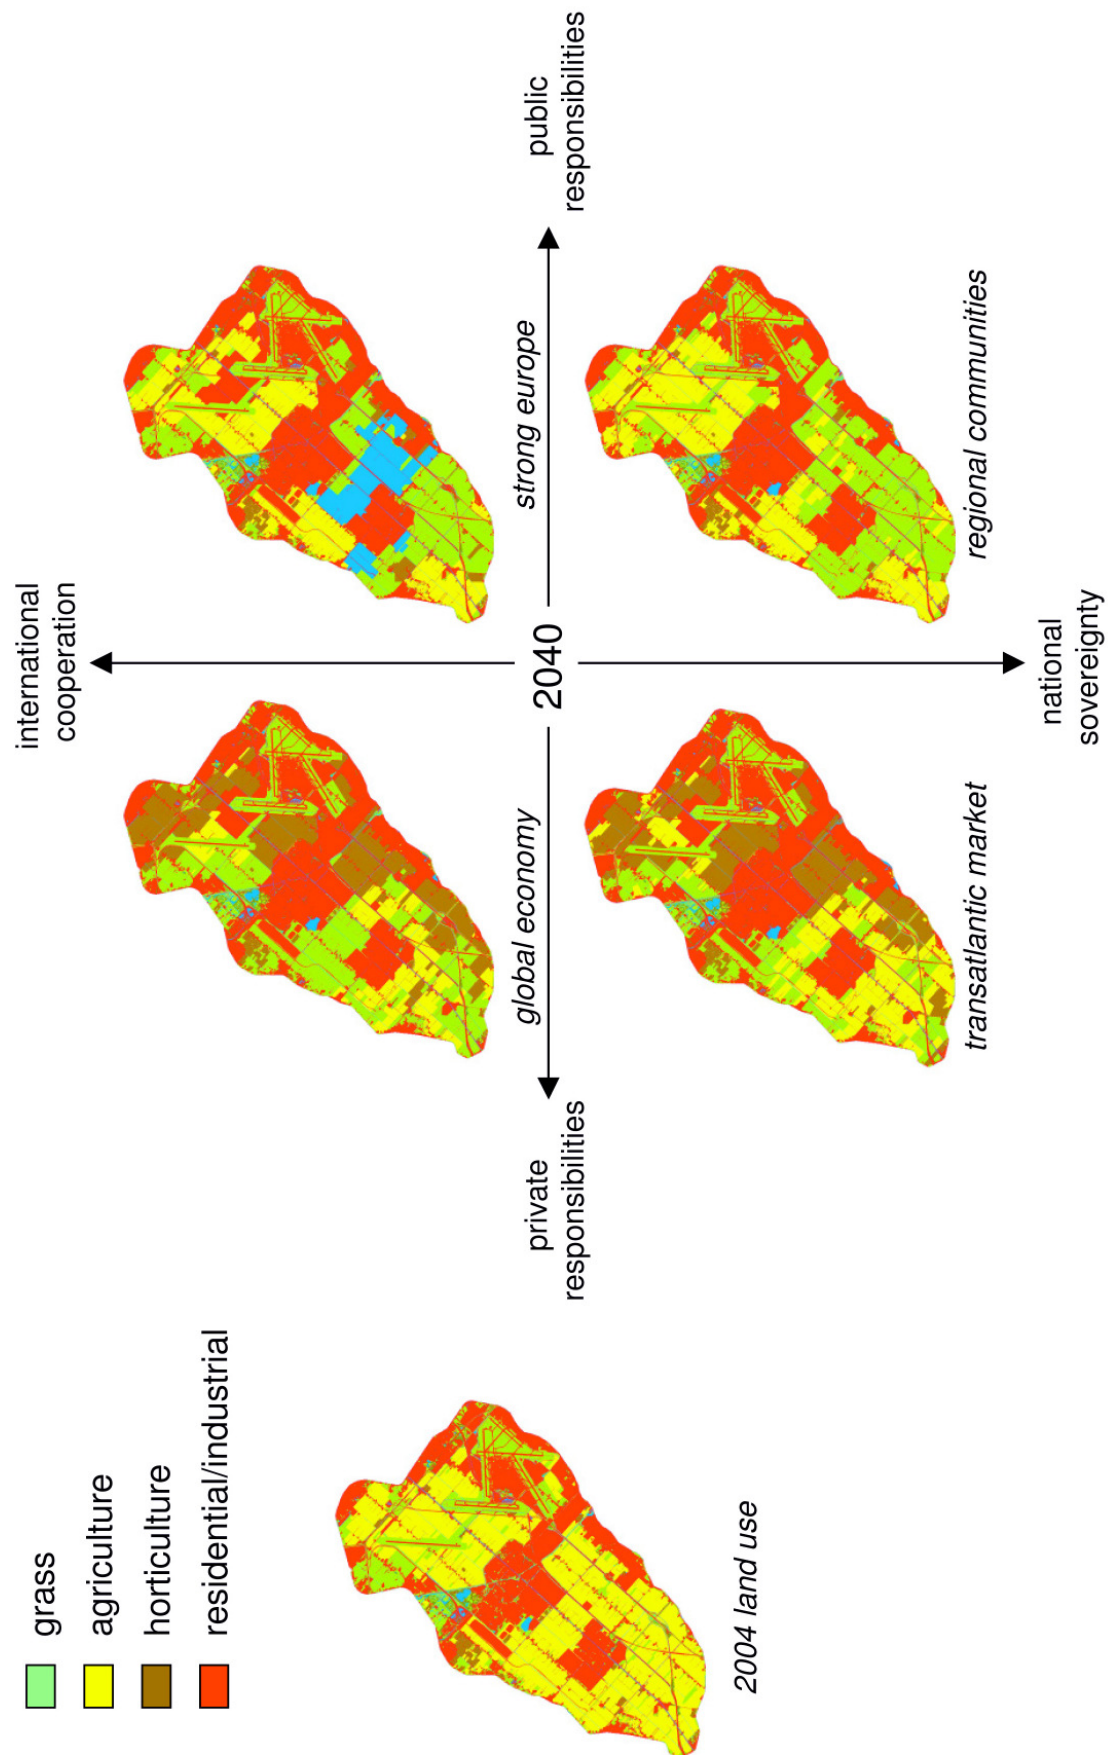 grass
agriculture
horticulture
residential/industrial
2004 land use
international
cooperation
private
responsibilities
public
responsibilities
2040
national
sovereignty
global economy
strong europe
transatlantic market
regional communities